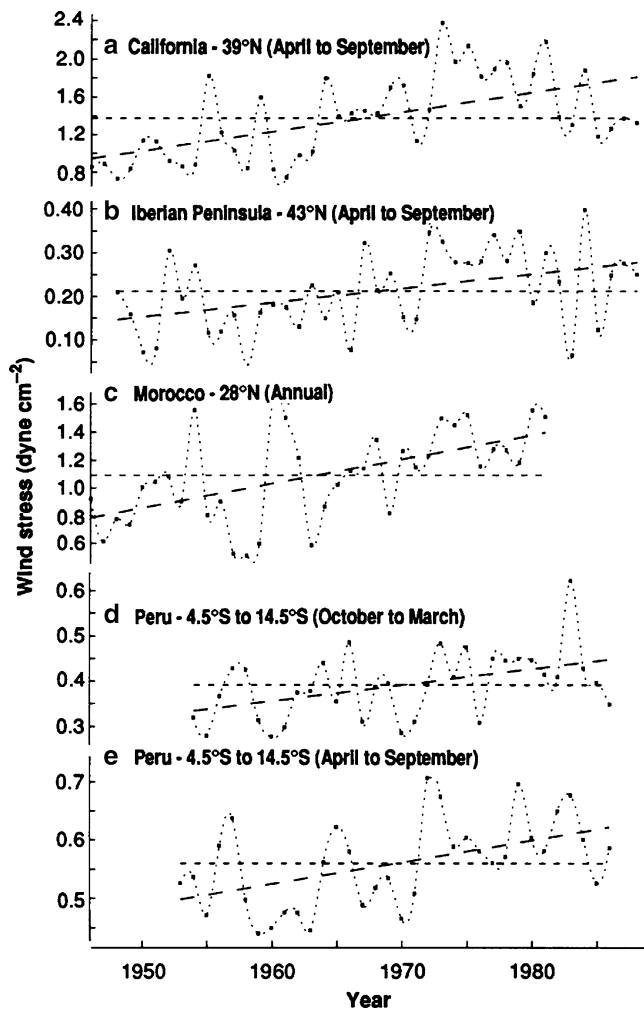 2.4
a California - 39°N (April to September)
2.0
1.6
1.2
0.8
b Iberian Peninsula - 43°N (April to September)
0.40
0.30
0.21
0.10
c Morocco - 28°N (Annual)
1.6
1.4
1.2
1.0
0.8
0.6
Wind stress (dyne cm⁻²)
d Peru - 4.5°S to 14.5°S (October to March)
0.6
0.5
0.4
0.3
e Peru - 4.5°S to 14.5°S (April to September)
0.7
0.6
0.5
1950 1960 1970 1980
Year